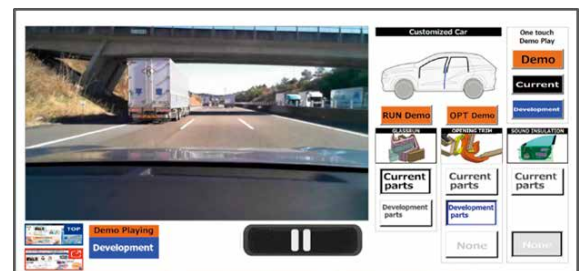 Customized Car
One touch
Demo Play
Demo
Current
Development
RUN Demo
OPT Demo
GLASSRUN
OPENING TRIM
SOUND INSULATION
Current
parts
Current
parts
Current
parts
Development
parts
Development
parts
None
None
TOP
Demo Playing
Development